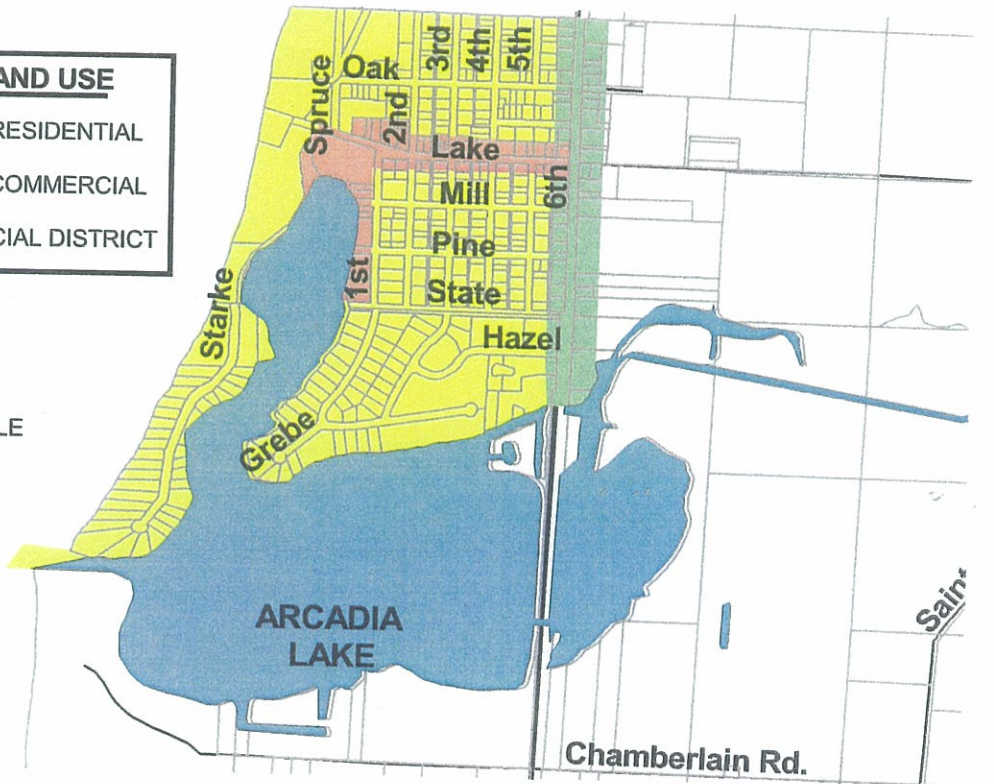 AND USE
RESIDENTIAL
COMMERCIAL
CIAL DISTRICT
LE
Spruce
Oak
2nd
3rd
4th
5th
Lake
6th
Mill
Pine
1st
State
Starke
Hazel
Grebe
ARCADIA
LAKE
Chamberlain Rd.